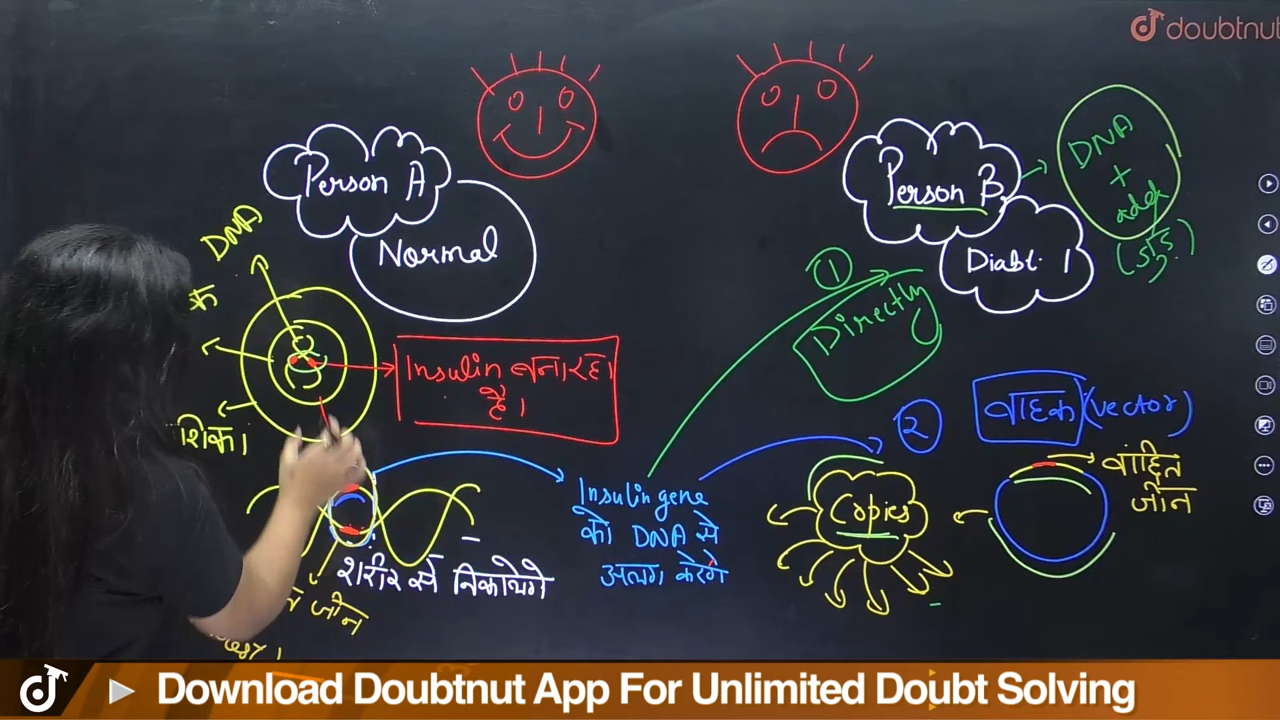 doubtnut
Person A
Normal
DNA
Insulin बना रहा
है।
शरीर से निकालेंगे
जीन
Insulin gene
को DNA से
अलग करेंगे
1
Directly
Person B
Diabt. 1
DNA
+
2
वाहक (vector)
वांछित
जीन
Copies
Download Doubtnut App For Unlimited Doubt Solving